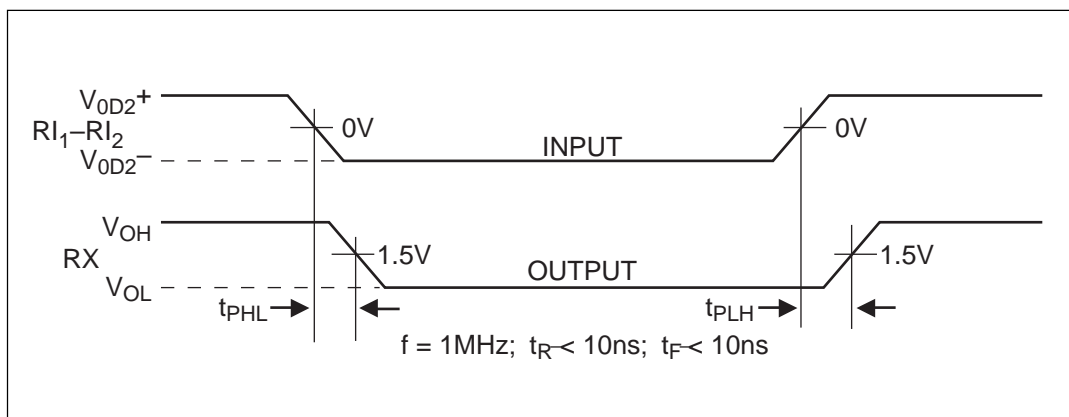 V0D2+
RI1–RI2
V0D2–
0V
INPUT
0V
VOH
RX
VOL
1.5V
OUTPUT
1.5V
tPHL
tPLH
f = 1MHz; tR < 10ns; tF < 10ns